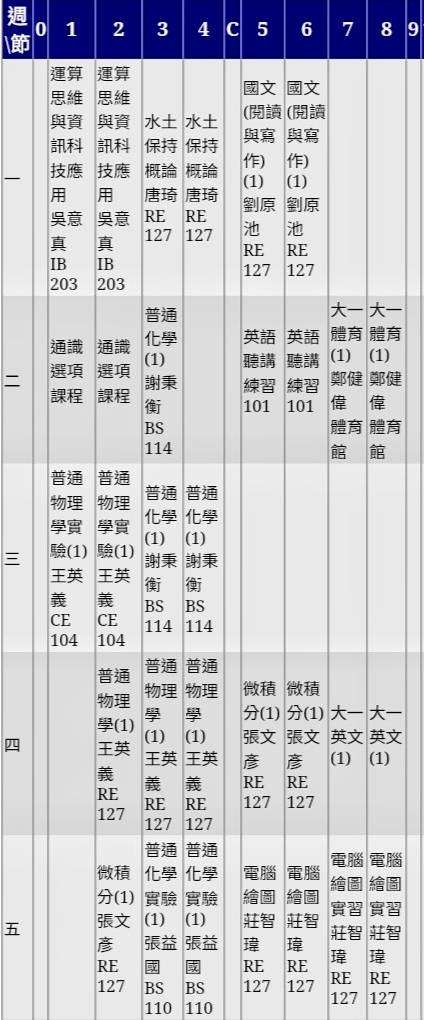 週\節 0 1 2 3 4 C 5 6 7 8 9
一
運算
思維
與資
訊科
技應
用
吳意
真
IB
203
運算
思維
與資
訊科
技應
用
吳意
真
IB
203
水土
保持
概論
唐琦
RE
127
水土
保持
概論
唐琦
RE
127
國文
(閱讀
與寫
作)
(1)
劉原
池
RE
127
國文
(閱讀
與寫
作)
(1)
劉原
池
RE
127
二
通識
選項
課程
通識
選項
課程
普通
化學
(1)
謝秉
衡
BS
114
英語
聽講
練習
101
英語
聽講
練習
101
大一
體育
(1)
鄭健
偉
體育
館
大一
體育
(1)
鄭健
偉
體育
館
三
普通
物理
學實
驗(1)
王英
義
CE
104
普通
物理
學實
驗(1)
王英
義
CE
104
普通
化學
(1)
謝秉
衡
BS
114
普通
化學
(1)
謝秉
衡
BS
114
四
普通
物理
學(1)
王英
義
RE
127
普通
物理
學
(1)
王英
義
RE
127
普通
物理
學
(1)
王英
義
RE
127
微積
分(1)
張文
彥
RE
127
微積
分(1)
張文
彥
RE
127
大一
英文
(1)
大一
英文
(1)
五
微積
分(1)
張文
彥
RE
127
普通
化學
實驗
(1)
張益
國
BS
110
普通
化學
實驗
(1)
張益
國
BS
110
電腦
繪圖
莊智
瑋
RE
127
電腦
繪圖
莊智
瑋
RE
127
電腦
繪圖
實習
莊智
瑋
RE
127
電腦
繪圖
實習
莊智
瑋
RE
127